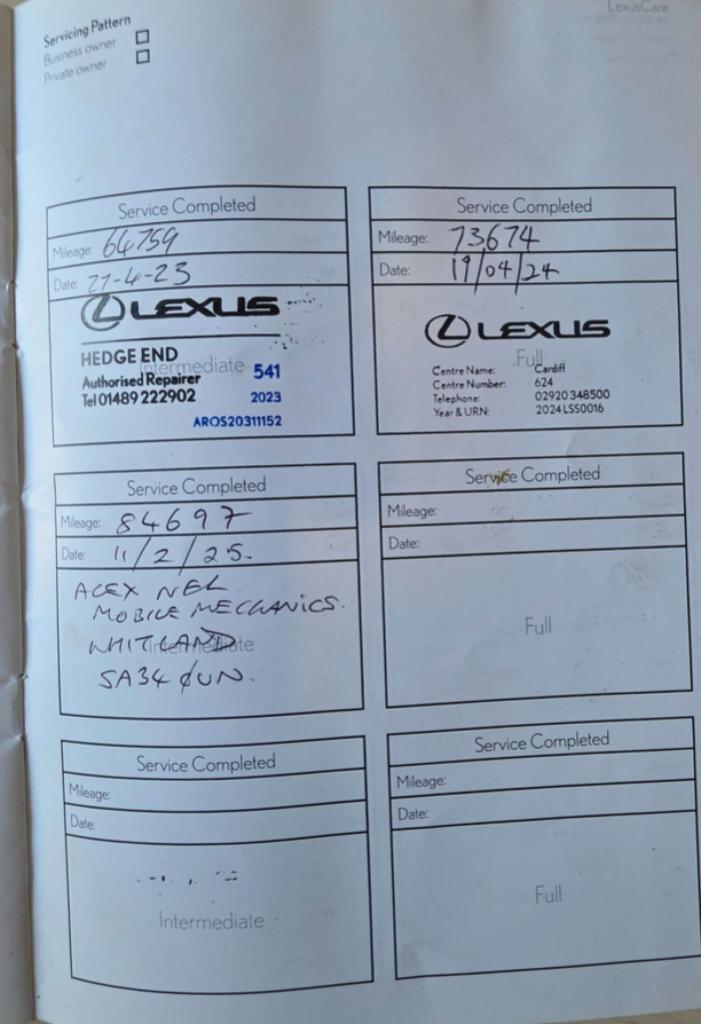 LexusCare
Servicing Pattern
Business owner
Private owner
Service Completed
Mileage: 64759
Date: 27-4-23
LEXUS
HEDGE END
Intermediate
Authorised Repairer 541
Tel 01489 222902 2023
AROS20311152
Service Completed
Mileage: 73674
Date: 19/04/24
LEXUS
Full
Centre Name: Cardiff
Centre Number: 624
Telephone: 02920 348500
Year & URN: 2024LSS0016
Service Completed
Mileage: 84697
Date: 11/2/25.
ALEX NEL
MOBILE MECHANICS.
WHITLAND
Intermediate
SA34 0UN.
Service Completed
Mileage:
Date:
Full
Service Completed
Mileage:
Date:
Intermediate
Service Completed
Mileage:
Date:
Full